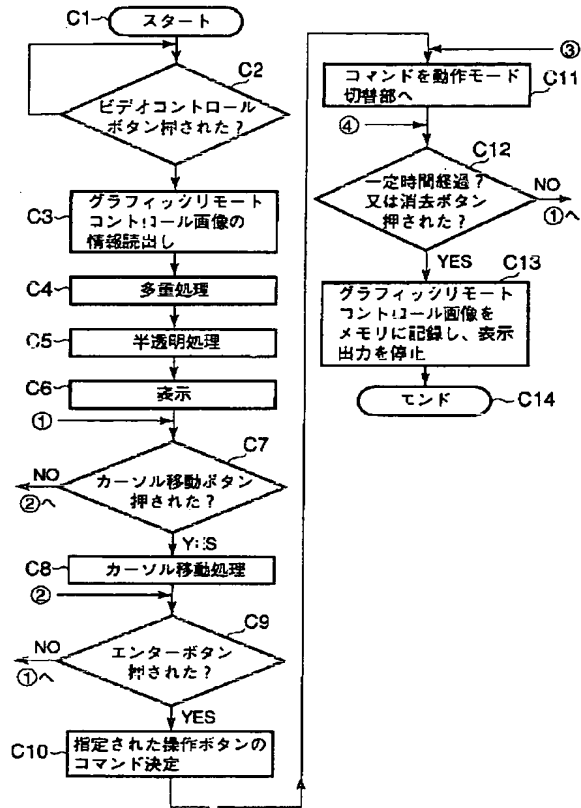 C1
スタート
C2
ビデオコントロール
ボタン押された？
C3
グラフィッツリモート
コントロール画像の
情報読出し
C4
多重処理
C5
半透明処理
C6
表示
①
C7
カーソル移動ボタン
押された？
NO
②へ
YES
C8
カーソル移動処理
②
C9
エンターボタン
押された？
NO
①へ
YES
C10
指定された操作ボタンの
コマンド決定
③
コマンドを動作モード
切替部へ
C11
④
C12
一定時間経過？
又は消去ボタン
押された？
NO
①へ
YES
C13
グラフィッツリモート
コントロール画像を
メモリに記録し、表示
出力を停止
モンド
C14